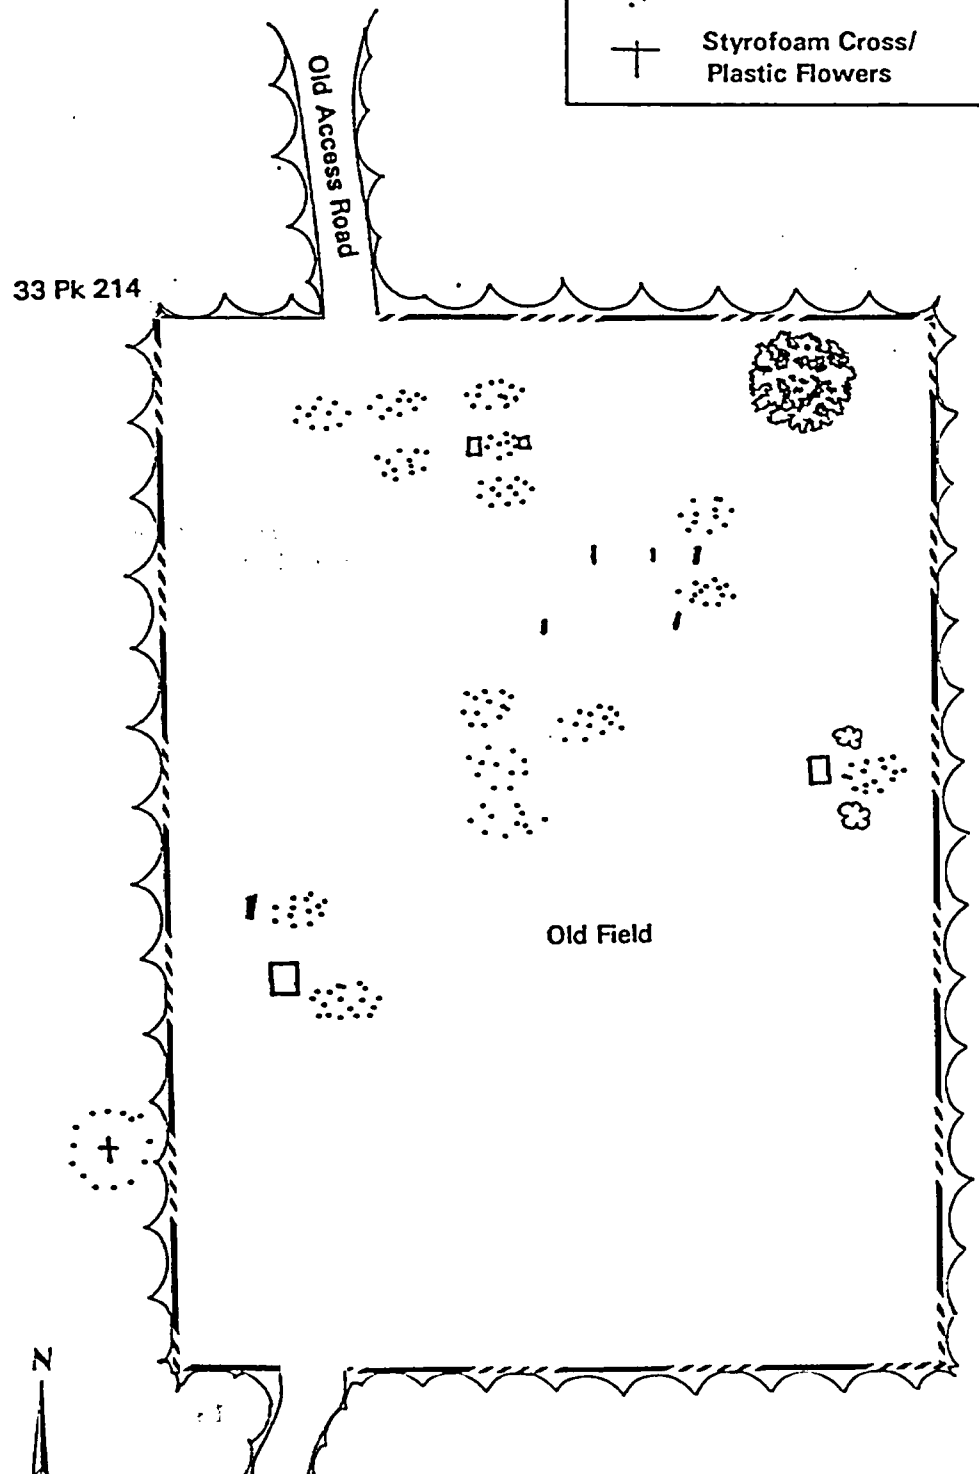 Styrofoam Cross/
Plastic Flowers
Old Access Road
33 Pk 214
Old Field
N